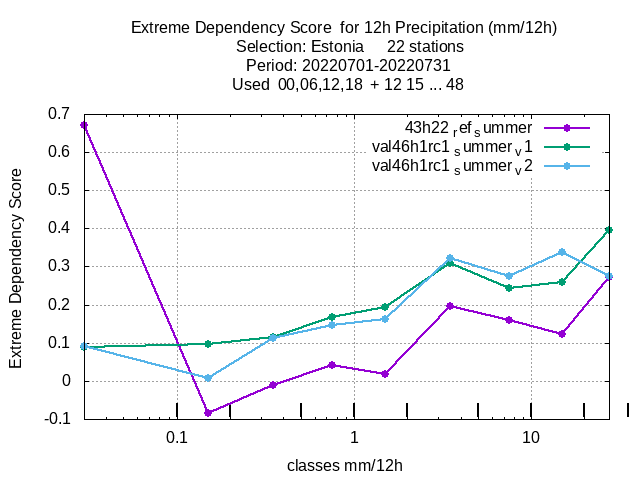 Extreme Dependency Score  for 12h Precipitation (mm/12h)
Selection: Estonia     22 stations
Period: 20220701-20220731
Used  00,06,12,18  + 12 15 ... 48
43h22 ref summer
val46h1rc1 summer v1
val46h1rc1 summer v2
Extreme Dependency Score
0.7
0.6
0.5
0.4
0.3
0.2
0.1
0
-0.1
0.1
1
10
classes mm/12h